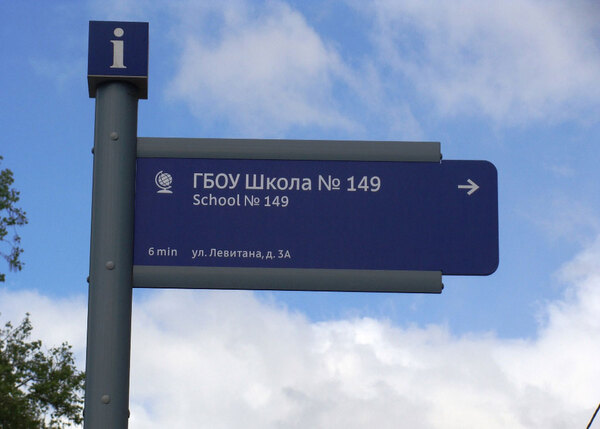 i
ГБОУ Школа № 149
School № 149
6 min ул. Левитана, д. 3А